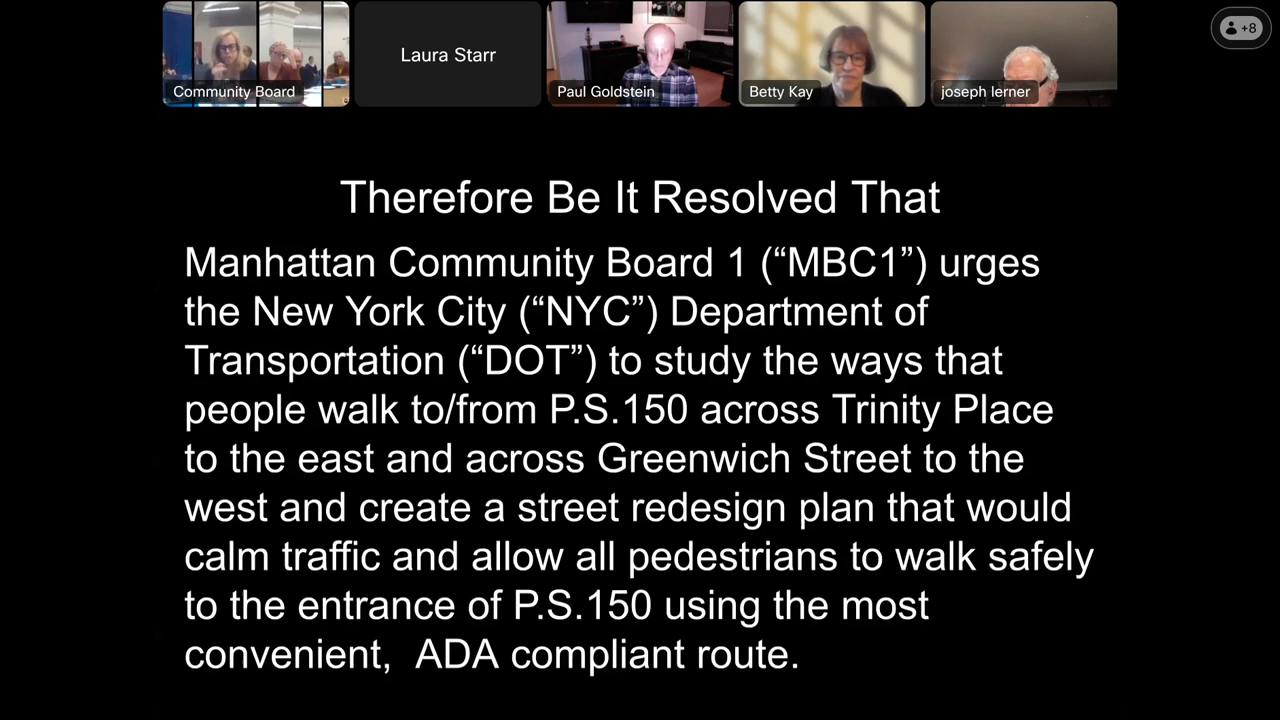 Community Board
Laura Starr
Paul Goldstein
Betty Kay
joseph lerner
+8
Therefore Be It Resolved That
Manhattan Community Board 1 (“MBC1”) urges
the New York City (“NYC”) Department of
Transportation (“DOT”) to study the ways that
people walk to/from P.S.150 across Trinity Place
to the east and across Greenwich Street to the
west and create a street redesign plan that would
calm traffic and allow all pedestrians to walk safely
to the entrance of P.S.150 using the most
convenient,  ADA compliant route.